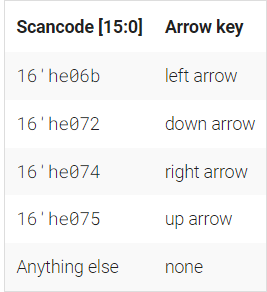 Scancode [15:0] Arrow key
16'he06b left arrow
16'he072 down arrow
16'he074 right arrow
16'he075 up arrow
Anything else none